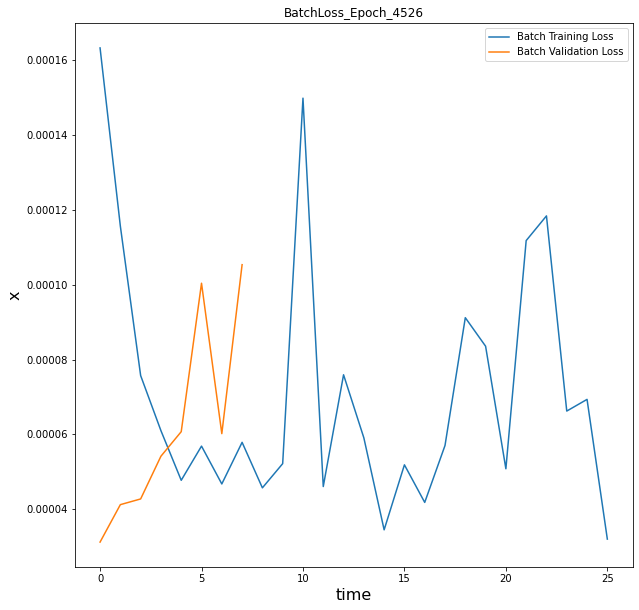 BatchLoss_Epoch_4526
Batch Training Loss
Batch Validation Loss
0.00016
0.00014
0.00012
0.00010
0.00008
0.00006
0.00004
x
0 5 10 15 20 25
time